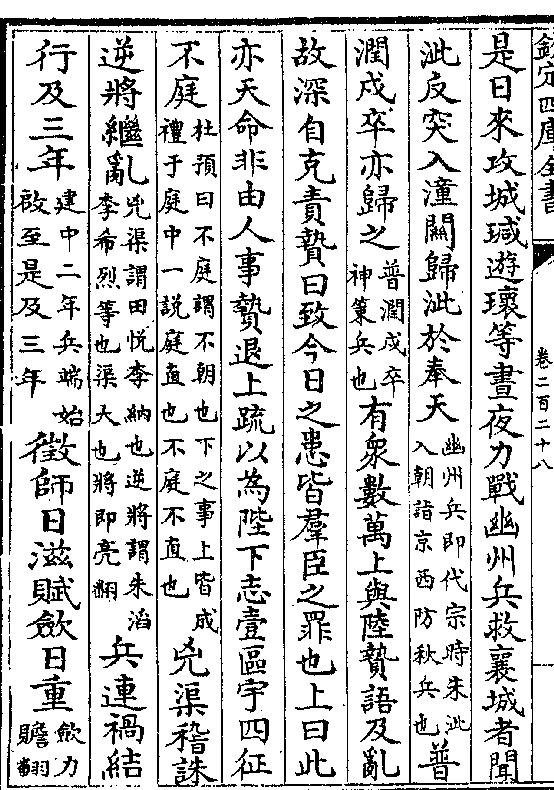 欽定四庫全書
卷二百二十八
是日來攻城瑊遊瓌等晝夜力戰幽州兵救襄城者聞
泚反突入潼關歸泚於奉天幽州兵即代宗時朱泚入朝詣京西防秋兵也普
潤戍卒亦歸之普潤戍卒神策兵也有衆數萬上與陸贄語及亂
故深自克責贄曰致今日之患皆羣臣之罪也上曰此
亦天命非由人事贄退上疏以為陛下志壹區宇四征
不庭杜預曰不庭謂不朝也下之事上皆成禮于庭中一說庭直也不庭不直也兇渠稽誅
逆將繼亂兇渠謂田悅李納也逆將謂朱滔李希烈等也渠大也將即亮翻兵連禍結
行及三年建中二年兵端始啟至是及三年徵師日滋賦斂日重斂力贍翻